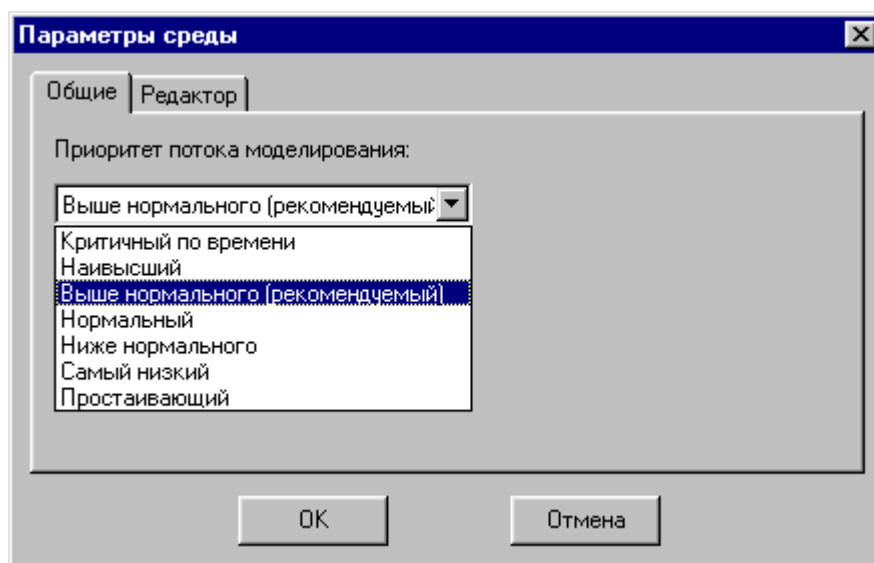 Параметры среды
Общие Редактор
Приоритет потока моделирования:
Выше нормального (рекомендуемый
Критичный по времени
Наивысший
Выше нормального (рекомендуемый)
Нормальный
Ниже нормального
Самый низкий
Простаивающий
OK Отмена